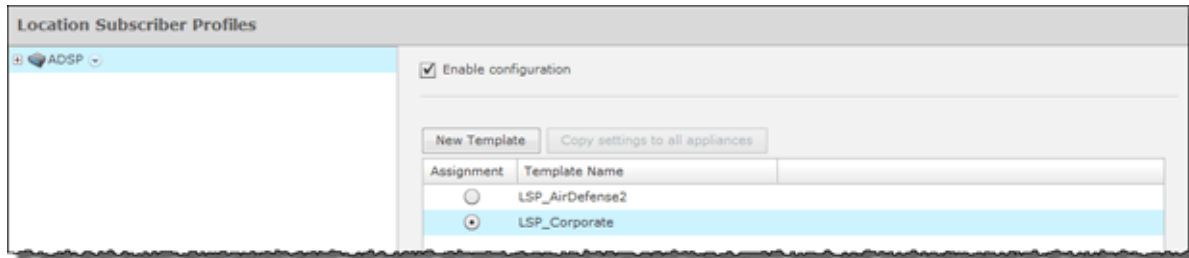 Location Subscriber Profiles
ADSP
Enable configuration
New Template
Copy settings to all appliances
Assignment
Template Name
LSP_AirDefense2
LSP_Corporate